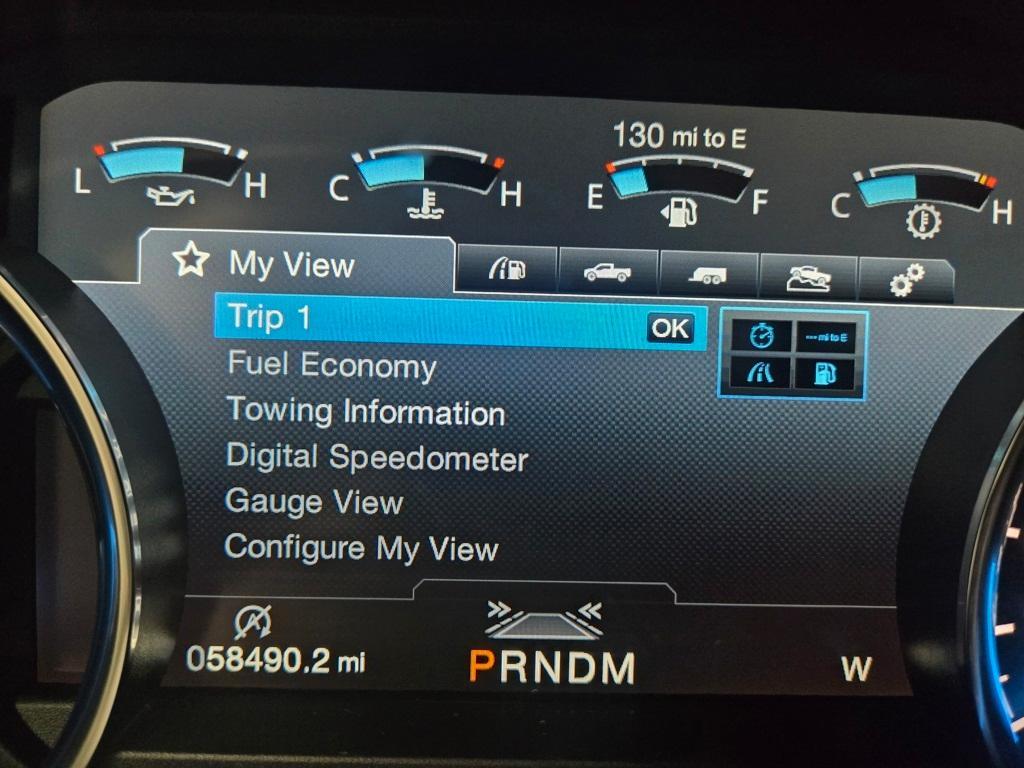 130 mi to E
L H C H E F C H
My View
Trip 1 OK
--- mi to E
Fuel Economy
Towing Information
Digital Speedometer
Gauge View
Configure My View
058490.2 mi
PRNDM
W